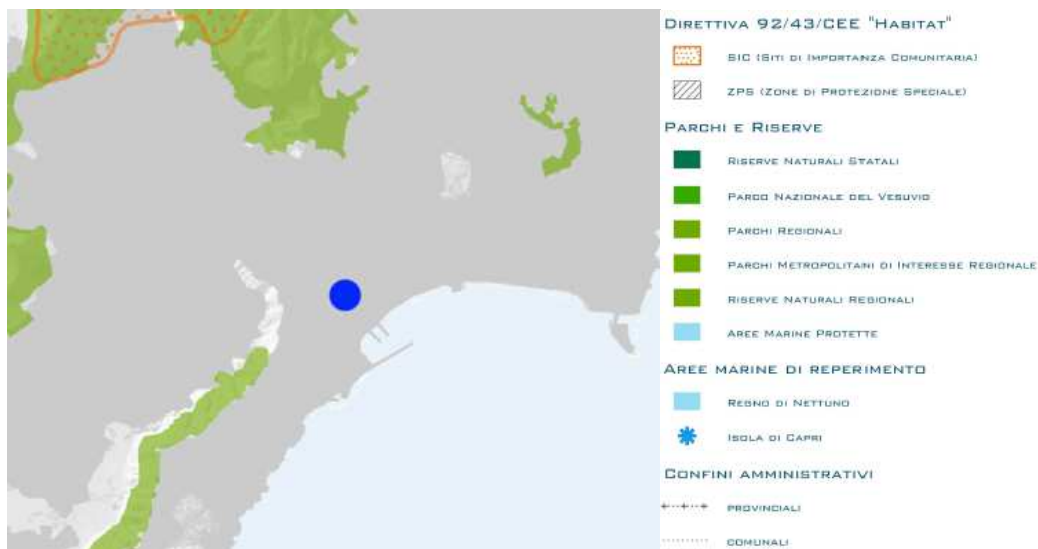 DIRETTIVA 92/43/CEE "HABITAT"
SIC (SITI DI IMPORTANZA COMUNITARIA)
ZPS (ZONE DI PROTEZIONE SPECIALE)
PARCHI E RISERVE
RISERVE NATURALI STATALI
PARCO NAZIONALE DEL VESUVIO
PARCHI REGIONALI
PARCHI METROPOLITANI DI INTERESSE REGIONALE
RISERVE NATURALI REGIONALI
AREE MARINE PROTETTE
AREE MARINE DI REPERIMENTO
REGNO DI NETTUNO
ISOLA DI CAPRI
CONFINI AMMINISTRATIVI
PROVINCIALI
COMUNALI